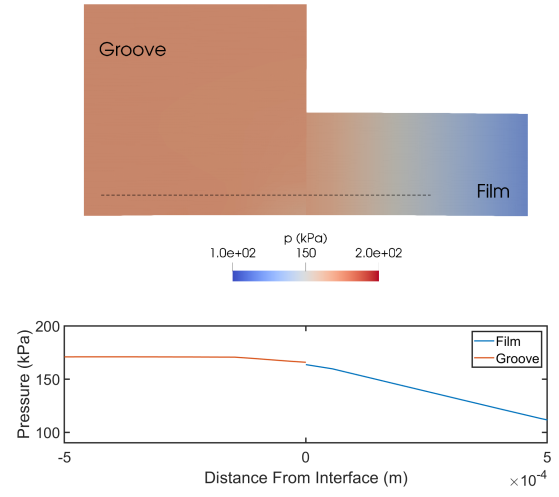 Groove
Film
p (kPa)
1.0e+02 150 2.0e+02
200
150
100
Pressure (kPa)
Film
Groove
-5 0 5
Distance From Interface (m)
×10⁻⁴